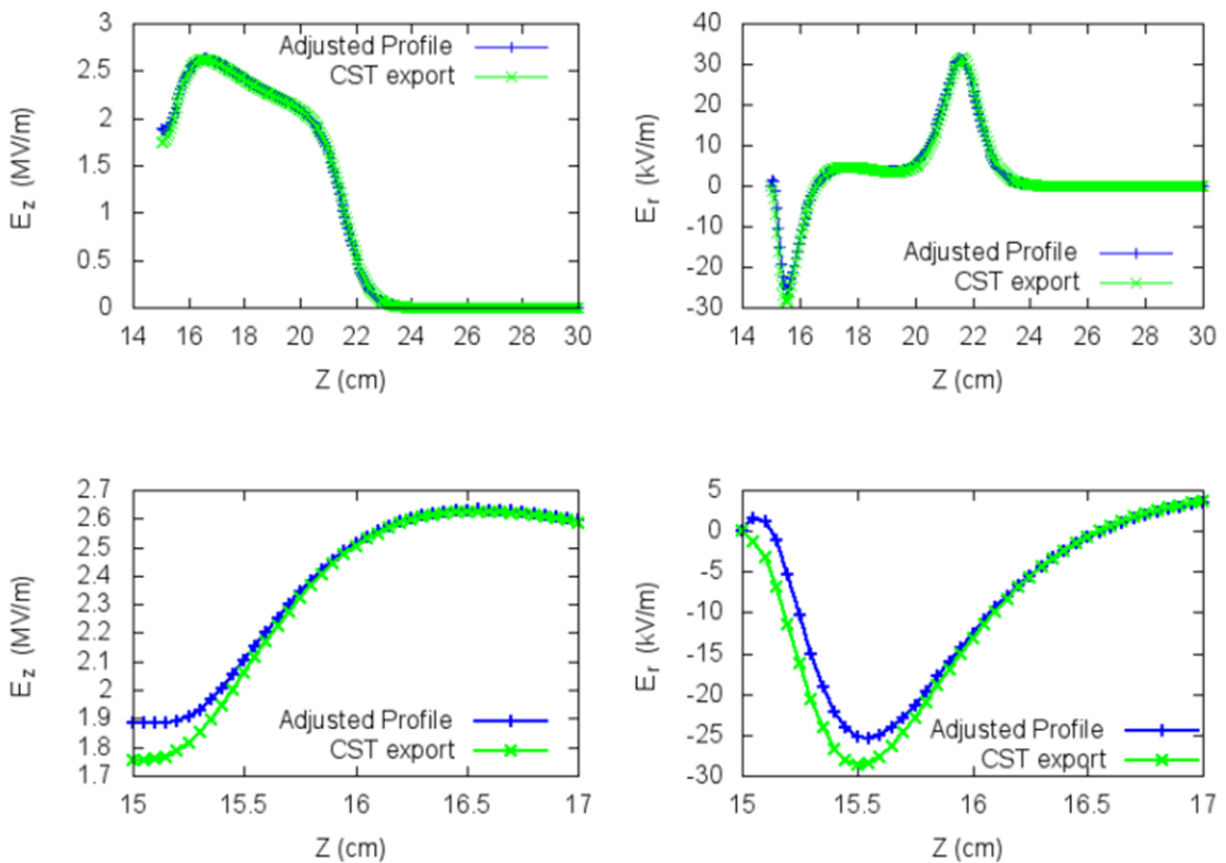 3
2.5
2
1.5
1
0.5
0
E_z (MV/m)
Adjusted Profile
CST export
14 16 18 20 22 24 26 28 30
Z (cm)
40
30
20
10
0
-10
-20
-30
E_r (kV/m)
Adjusted Profile
CST export
14 16 18 20 22 24 26 28 30
Z (cm)
2.7
2.6
2.5
2.4
2.3
2.2
2.1
2
1.9
1.8
1.7
E_z (MV/m)
Adjusted Profile
CST export
15 15.5 16 16.5 17
Z (cm)
5
0
-5
-10
-15
-20
-25
-30
E_r (kV/m)
Adjusted Profile
CST export
15 15.5 16 16.5 17
Z (cm)